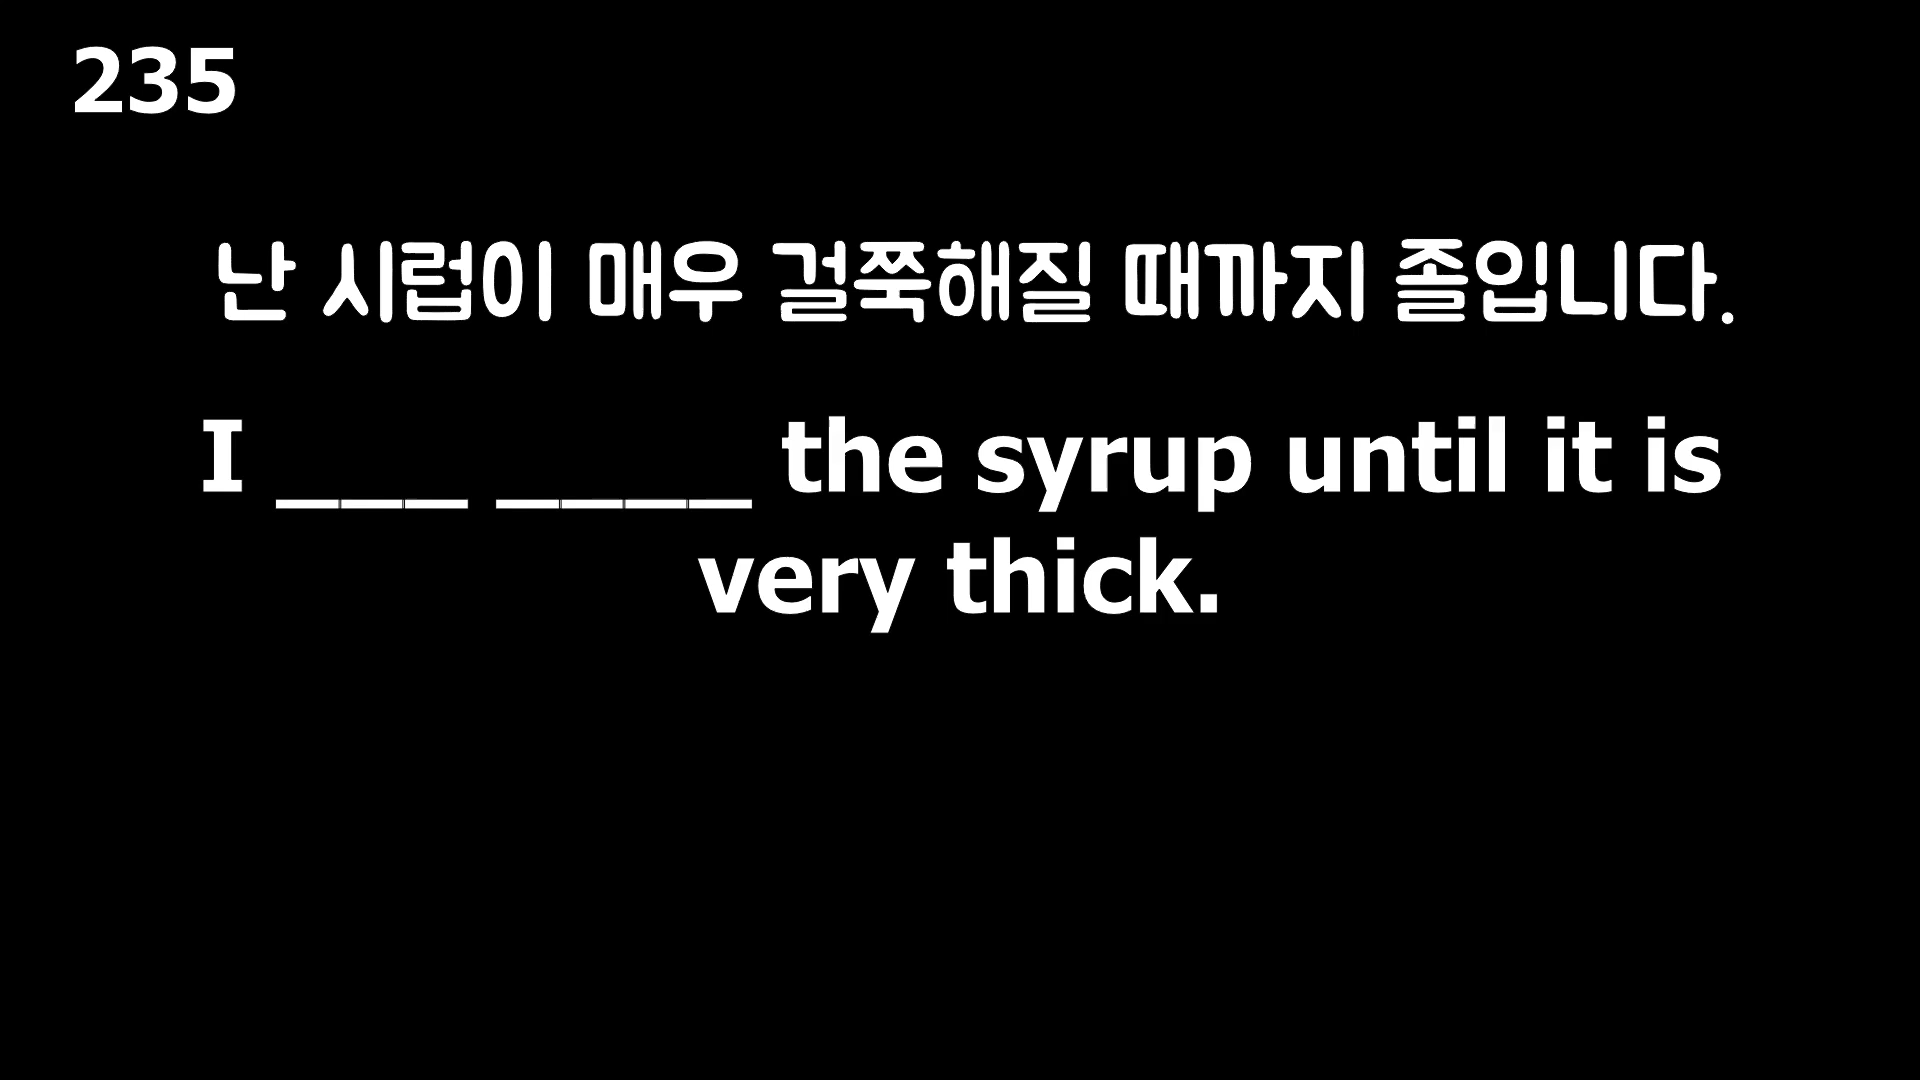 235
난 시럽이 매우 걸쭉해질 때까지 졸입니다.
I ___ ____ the syrup until it is
very thick.